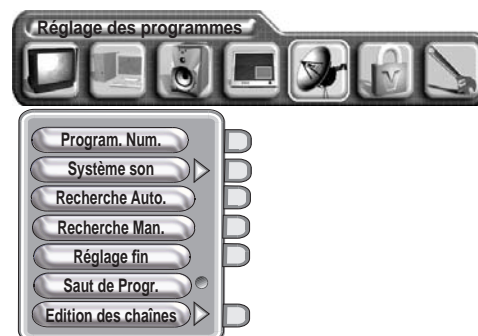 Réglage des programmes
Program. Num.
Système son
Recherche Auto.
Recherche Man.
Réglage fin
Saut de Progr.
Edition des chaînes